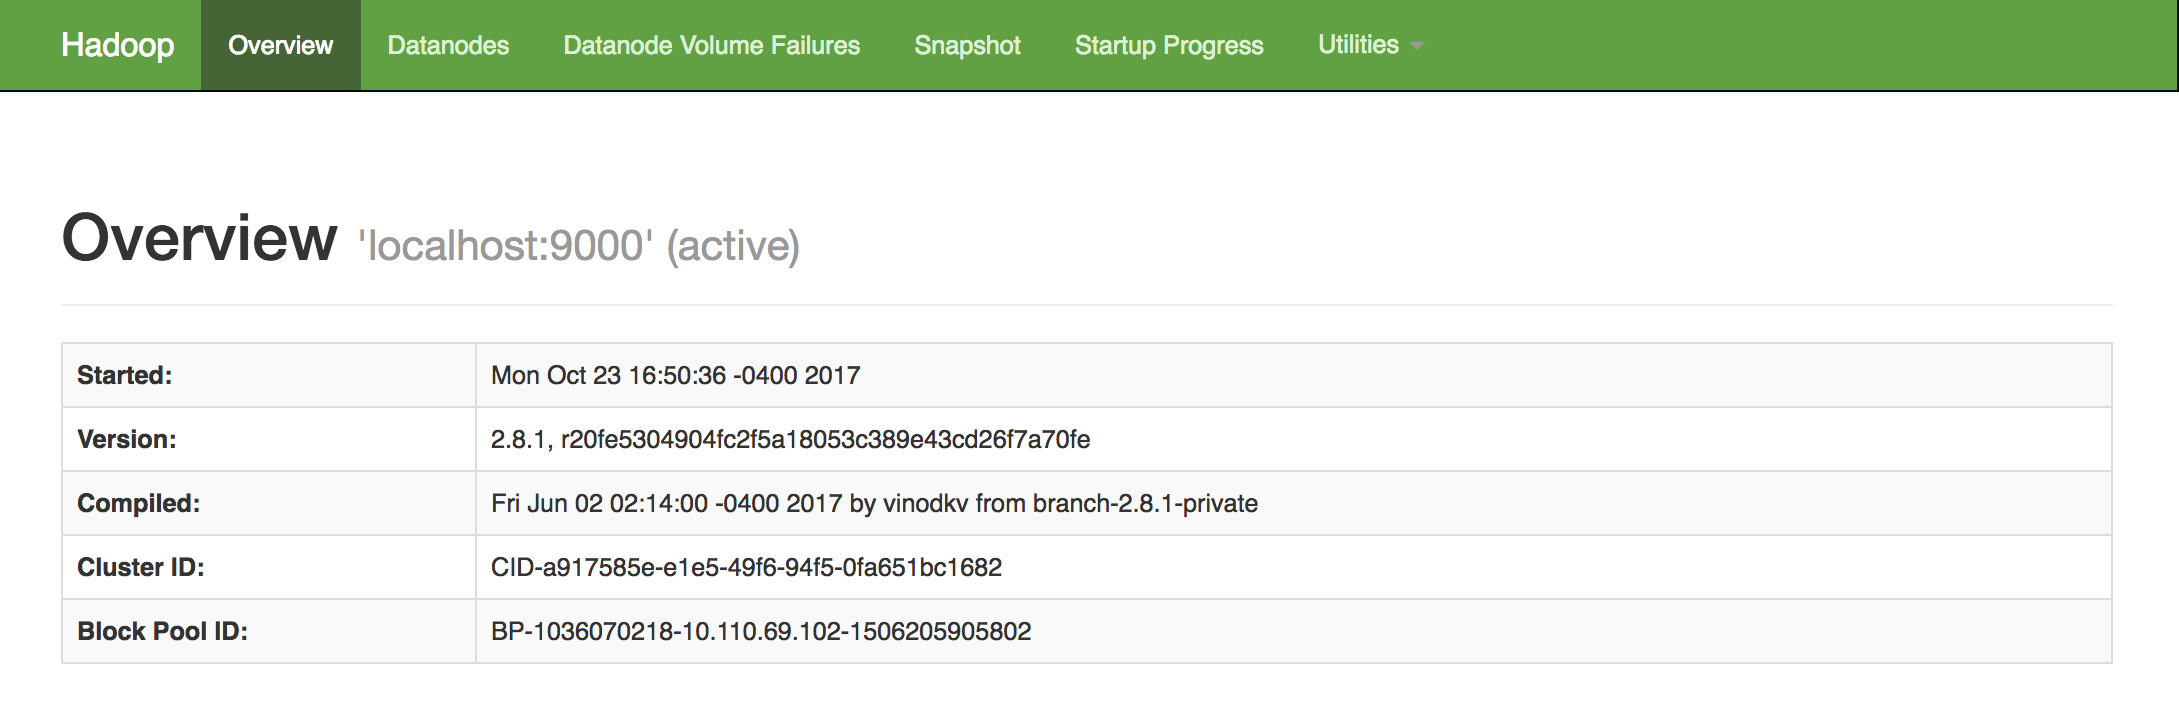 Hadoop Overview Datanodes Datanode Volume Failures Snapshot Startup Progress Utilities
Overview 'localhost:9000' (active)
Started: Mon Oct 23 16:50:36 -0400 2017
Version: 2.8.1, r20fe5304904fc2f5a18053c389e43cd26f7a70fe
Compiled: Fri Jun 02 02:14:00 -0400 2017 by vinodkv from branch-2.8.1-private
Cluster ID: CID-a917585e-e1e5-49f6-94f5-0fa651bc1682
Block Pool ID: BP-1036070218-10.110.69.102-1506205905802